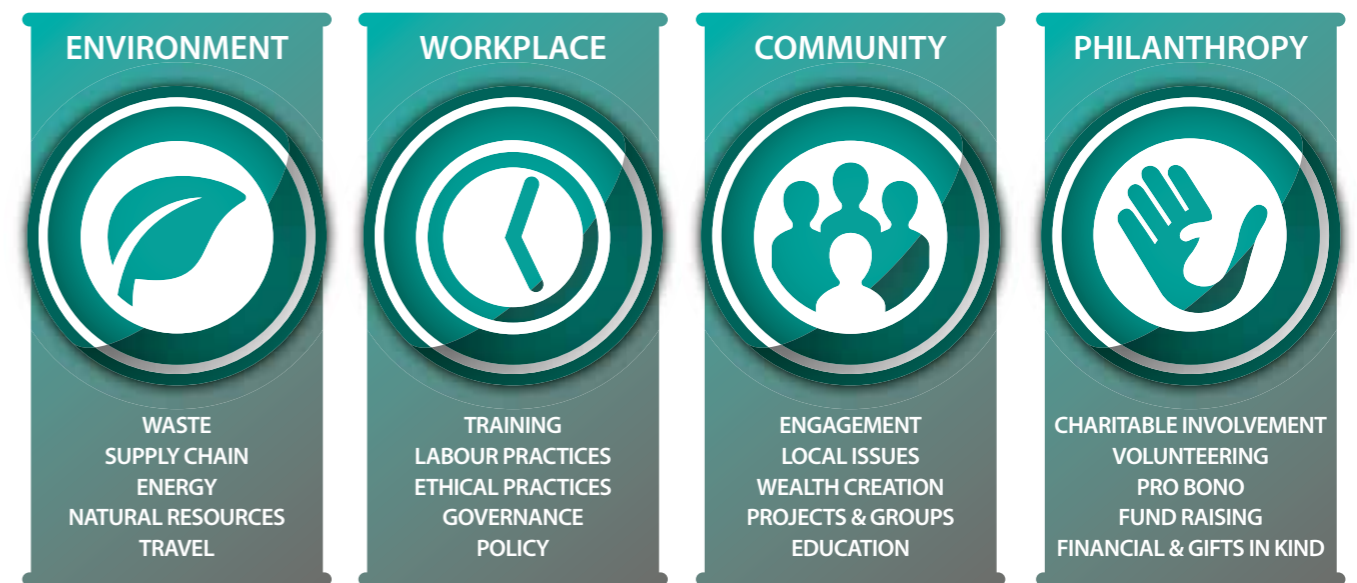 ENVIRONMENT
WASTE
SUPPLY CHAIN
ENERGY
NATURAL RESOURCES
TRAVEL
WORKPLACE
TRAINING
LABOUR PRACTICES
ETHICAL PRACTICES
GOVERNANCE
POLICY
COMMUNITY
ENGAGEMENT
LOCAL ISSUES
WEALTH CREATION
PROJECTS & GROUPS
EDUCATION
PHILANTHROPY
CHARITABLE INVOLVEMENT
VOLUNTEERING
PRO BONO
FUND RAISING
FINANCIAL & GIFTS IN KIND